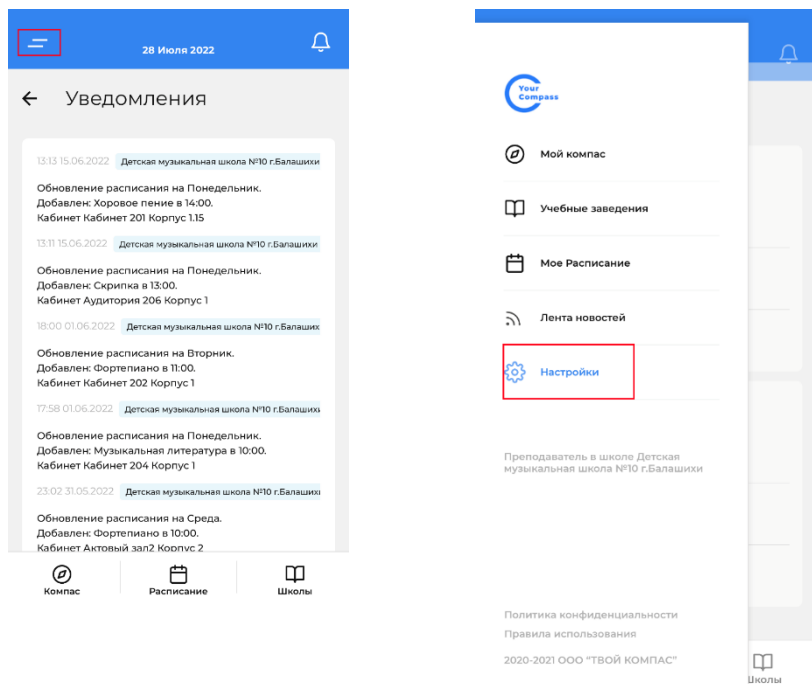 28 Июля 2022
Уведомления
13:13 15.06.2022 Детская музыкальная школа №10 г.Балашихи
Обновление расписания на Понедельник.
Добавлен: Хоровое пение в 14:00.
Кабинет Кабинет 201 Корпус 1.15
13:11 15.06.2022 Детская музыкальная школа №10 г.Балашихи
Обновление расписания на Понедельник.
Добавлен: Скрипка в 13:00.
Кабинет Аудитория 206 Корпус 1
18:00 01.06.2022 Детская музыкальная школа №10 г.Балаших
Обновление расписания на Вторник.
Добавлен: Фортепиано в 11:00.
Кабинет Кабинет 202 Корпус 1
17:58 01.06.2022 Детская музыкальная школа №10 г.Балашихи
Обновление расписания на Понедельник.
Добавлен: Музыкальная литература в 10:00.
Кабинет Кабинет 204 Корпус 1
23:02 31.05.2022 Детская музыкальная школа №10 г.Балашихи
Обновление расписания на Среда.
Добавлен: Фортепиано в 10:00.
Кабинет Актовый зал2 Корпус 2
Компас Расписание Школы
Your
Compass
Мой компас
Учебные заведения
Мое Расписание
Лента новостей
Настройки
Преподаватель в школе Детская
музыкальная школа №10 г.Балашихи
Политика конфиденциальности
Правила использования
2020-2021 ООО "ТВОЙ КОМПАС"
Школы